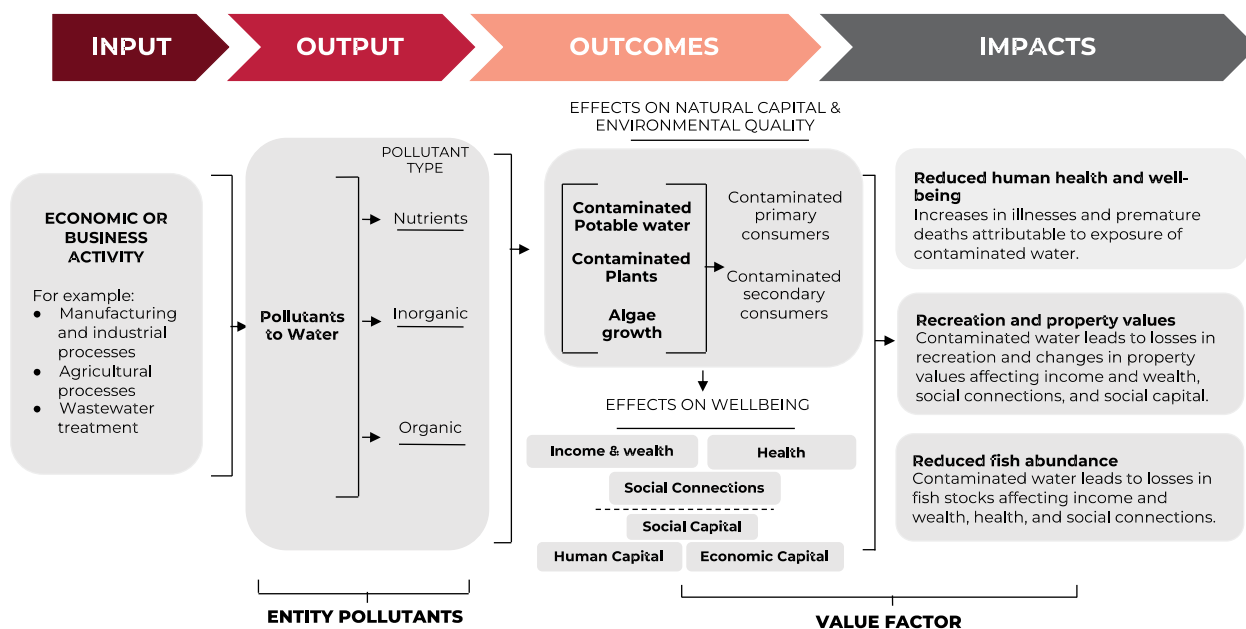 INPUT
OUTPUT
OUTCOMES
IMPACTS
ECONOMIC OR
BUSINESS
ACTIVITY
For example:
● Manufacturing
and industrial
processes
● Agricultural
processes
● Wastewater
treatment
POLLUTANT
TYPE
Pollutants
to Water
Nutrients
Inorganic
Organic
ENTITY POLLUTANTS
EFFECTS ON NATURAL CAPITAL &
ENVIRONMENTAL QUALITY
Contaminated
Potable water
Contaminated
Plants
Algae
growth
Contaminated
primary
consumers
Contaminated
secondary
consumers
EFFECTS ON WELLBEING
Income & wealth
Health
Social Connections
Social Capital
Human Capital
Economic Capital
Reduced human health and well-
being
Increases in illnesses and premature
deaths attributable to exposure of
contaminated water.
Recreation and property values
Contaminated water leads to losses in
recreation and changes in property
values affecting income and wealth,
social connections, and social capital.
Reduced fish abundance
Contaminated water leads to losses in
fish stocks affecting income and
wealth, health, and social connections.
VALUE FACTOR